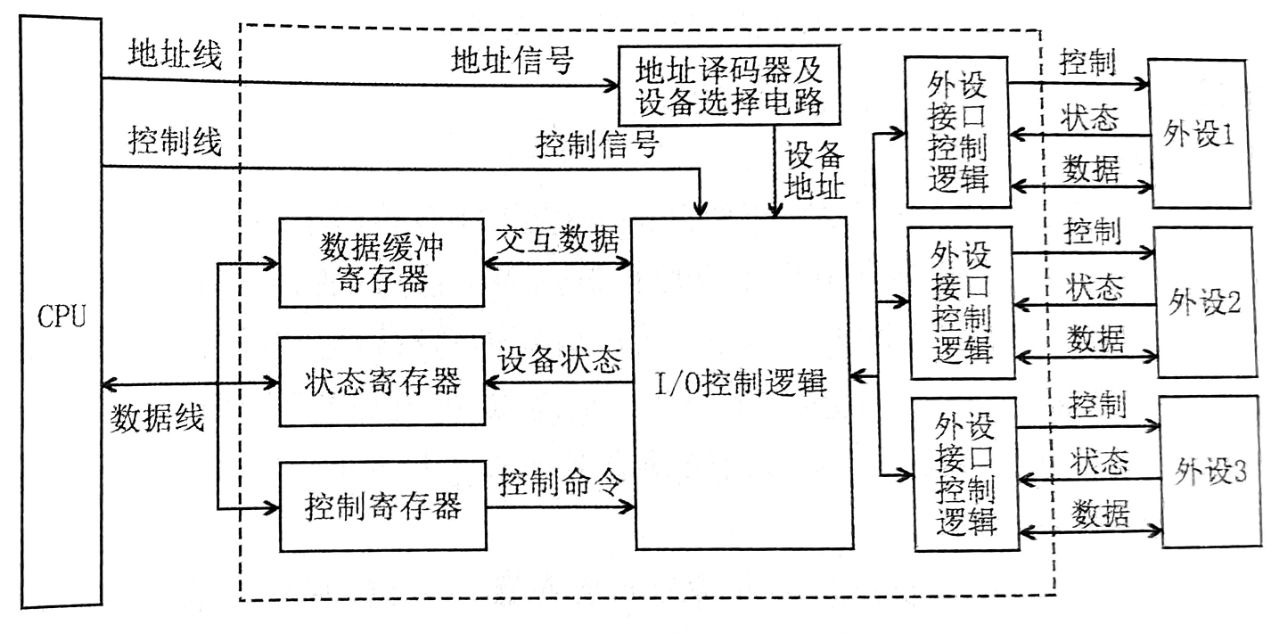 CPU
地址线
地址信号
地址译码器及
设备选择电路
控制线
控制信号
设备
地址
数据缓冲
寄存器
交互数据
状态寄存器
设备状态
数据线
控制寄存器
控制命令
I/O控制逻辑
外设
接口
控制
逻辑
控制
状态
数据
外设1
外设
接口
控制
逻辑
控制
状态
数据
外设2
外设
接口
控制
逻辑
控制
状态
数据
外设3